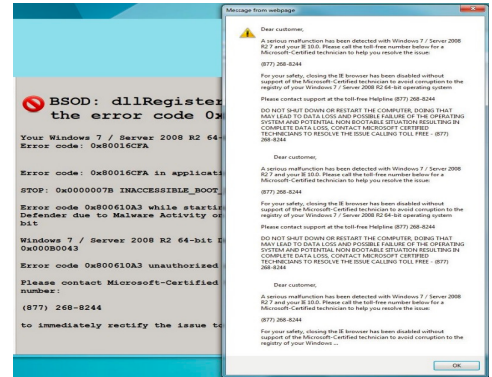 BSOD: dllRegister
the error code 0x
Your Windows 7 / Server 2008 R2 64-
Error code: 0x80016CFA
Error code: 0x80016CFA in applicati
STOP: 0x0000007B INACCESSIBLE_BOOT_
Error code 0x800610A3 while startin
Defender due to Malware Activity or
bit
Windows 7 / Server 2008 R2 64-bit
0x000B0043
Error code 0x800610A3 unauthorized
Please contact Microsoft-Certified
number:
(877) 268-8244
to immediately rectify the issue to
Message from webpage
Dear customer,
A serious malfunction has been detected with Windows 7 / Server 2008
R2 7 and your IE 10.0. Please call the toll-free number below for a
Microsoft-Certified technician to help you resolve the issue:
(877) 268-8244
For your safety, closing the IE browser has been disabled without
support of the Microsoft-Certified technician to avoid corruption to the
registry of your Windows 7 / Server 2008 R2 64-bit operating system
Please contact support at the toll-free Helpline (877) 268-8244
DO NOT SHUT DOWN OR RESTART THE COMPUTER, DOING THAT
MAY LEAD TO DATA LOSS AND POSSIBLE FAILURE OF THE OPERATING
SYSTEM AND POTENTIAL NON BOOTABLE SITUATION RESULTING IN
COMPLETE DATA LOSS, CONTACT MICROSOFT CERTIFIED
TECHNICIANS TO RESOLVE THE ISSUE CALLING TOLL FREE - (877)
268-8244
Dear customer,
A serious malfunction has been detected with Windows 7 / Server 2008
R2 7 and your IE 10.0. Please call the toll-free number below for a
Microsoft-Certified technician to help you resolve the issue:
(877) 268-8244
For your safety, closing the IE browser has been disabled without
support of the Microsoft-Certified technician to avoid corruption to the
registry of your Windows 7 / Server 2008 R2 64-bit operating system
Please contact support at the toll-free Helpline (877) 268-8244
DO NOT SHUT DOWN OR RESTART THE COMPUTER, DOING THAT
MAY LEAD TO DATA LOSS AND POSSIBLE FAILURE OF THE OPERATING
SYSTEM AND POTENTIAL NON BOOTABLE SITUATION RESULTING IN
COMPLETE DATA LOSS, CONTACT MICROSOFT CERTIFIED
TECHNICIANS TO RESOLVE THE ISSUE CALLING TOLL FREE - (877)
268-8244
Dear customer,
A serious malfunction has been detected with Windows 7 / Server 2008
R2 7 and your IE 10.0. Please call the toll-free number below for a
Microsoft-Certified technician to help you resolve the issue:
(877) 268-8244
For your safety, closing the IE browser has been disabled without
support of the Microsoft-Certified technician to avoid corruption to the
registry of your Windows ...
OK